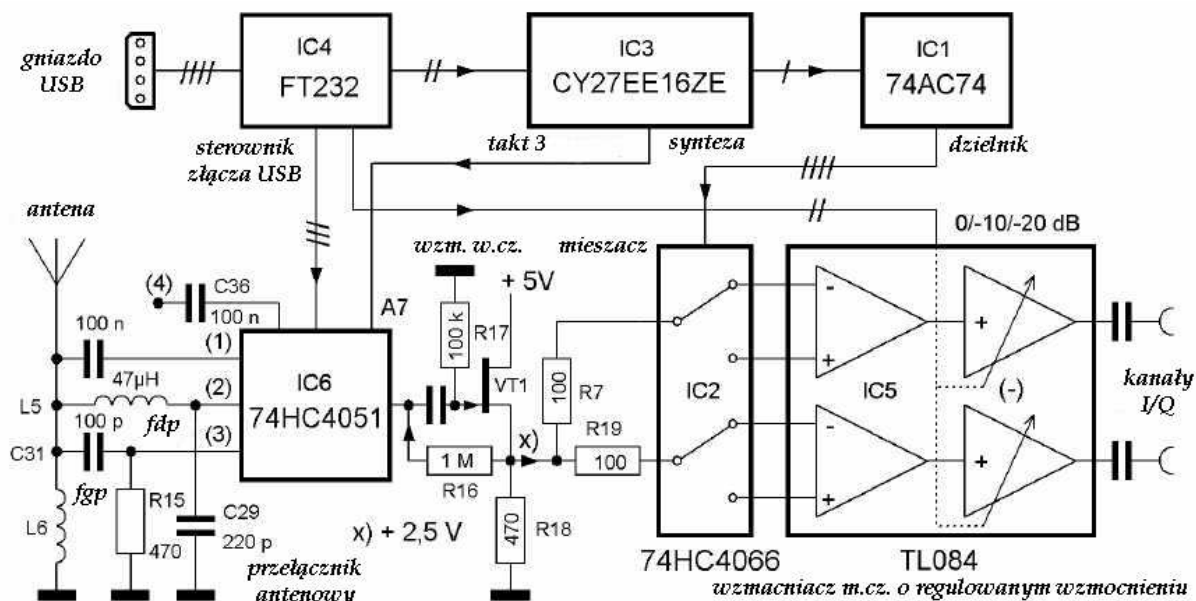 gniazdo
USB
IC4
FT232
IC3
CY27EE16ZE
IC1
74AC74
sterownik
złącza USB
takt 3
synteza
dzielnik
antena
wzm. w.cz.
mieszacz
0/-10/-20 dB
(4)
C36
100 n
A7
+ 5V
100 n
(1)
100 k
R17
47µH
(2)
IC6
74HC4051
VT1
L5
100 p
fdp
(3)
C31
fgp
R15
470
L6
C29
220 p
1 M
R16
x)
x) + 2,5 V
470
R18
100
R7
R19
100
IC2
IC5
-
+
+
(-)
-
+
+
kanały
I/Q
przełącznik
antenowy
74HC4066
TL084
wzmacniacz m.cz. o regulowanym wzmocnieniu